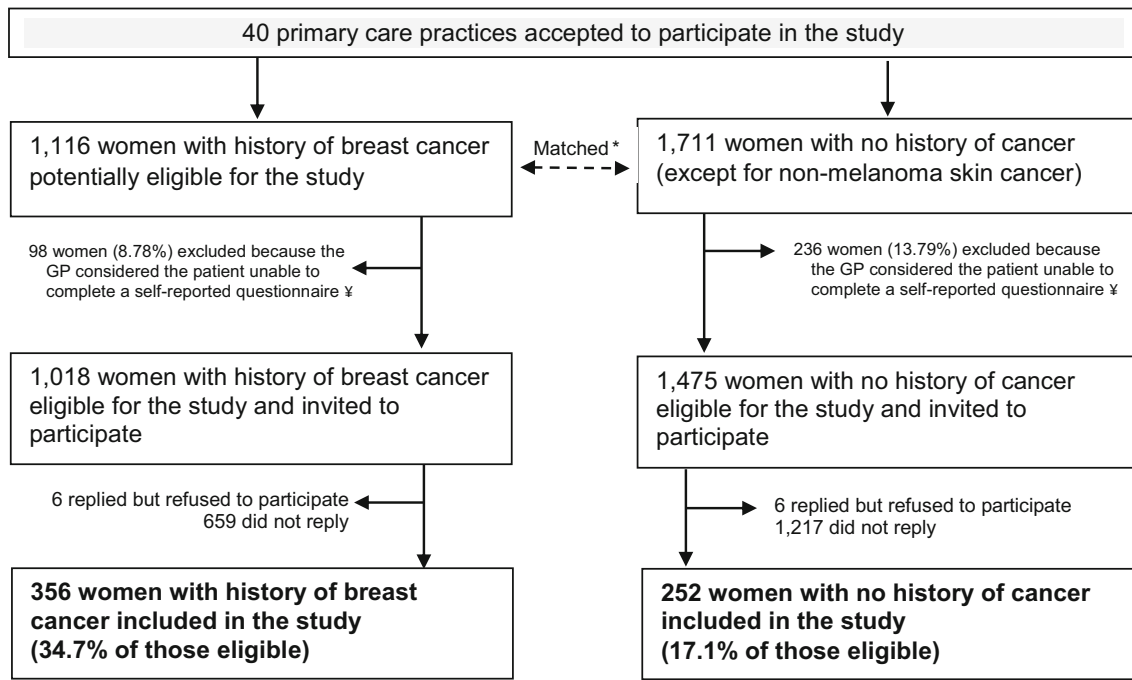 40 primary care practices accepted to participate in the study
1,116 women with history of breast cancer
potentially eligible for the study
Matched *
1,711 women with no history of cancer
(except for non-melanoma skin cancer)
98 women (8.78%) excluded because the
GP considered the patient unable to
complete a self-reported questionnaire ¥
236 women (13.79%) excluded because
the GP considered the patient unable to
complete a self-reported questionnaire ¥
1,018 women with history of breast cancer
eligible for the study and invited to
participate
1,475 women with no history of cancer
eligible for the study and invited to
participate
6 replied but refused to participate
659 did not reply
6 replied but refused to participate
1,217 did not reply
356 women with history of breast
cancer included in the study
(34.7% of those eligible)
252 women with no history of cancer
included in the study
(17.1% of those eligible)